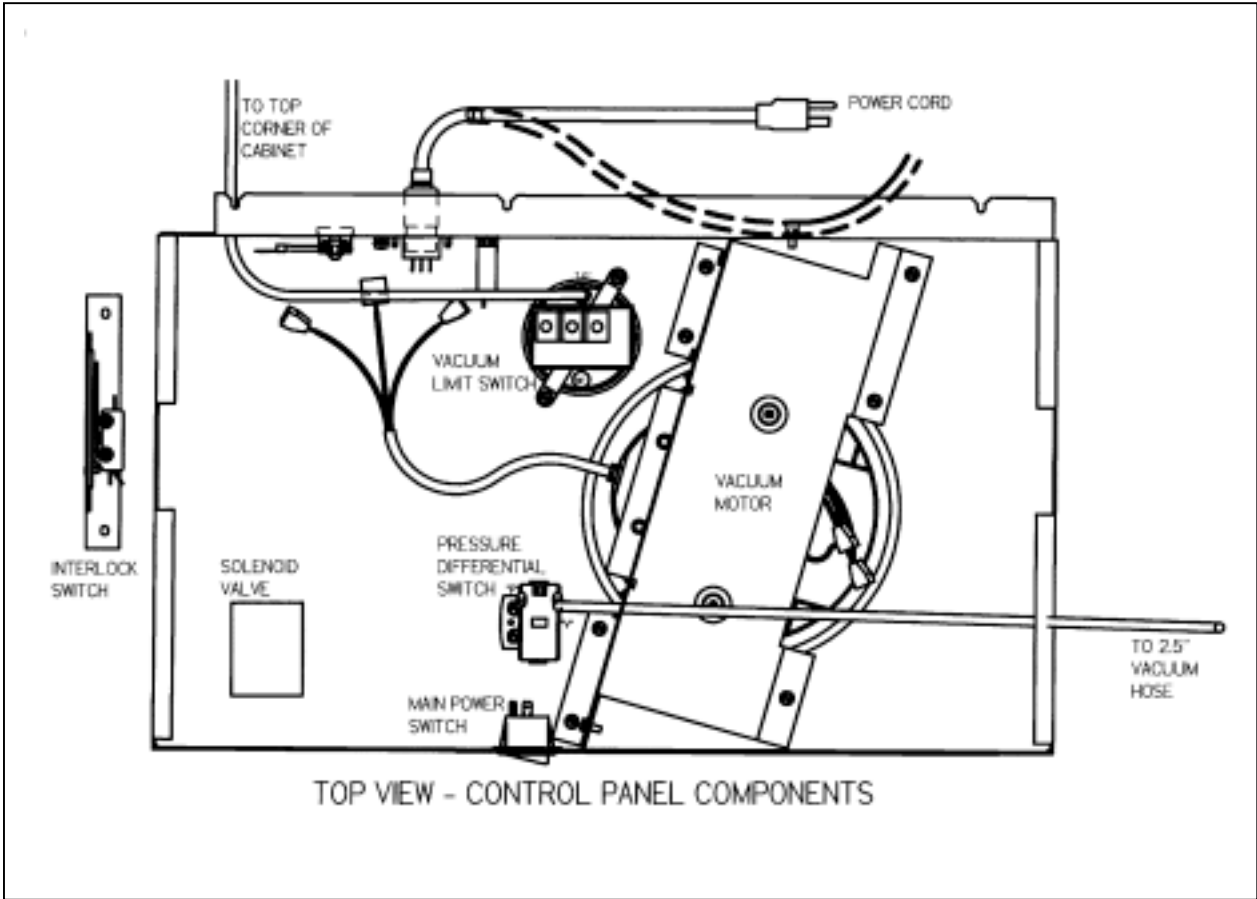 TO TOP
CORNER OF
CABINET
POWER CORD
VACUUM
LIMIT SWITCH
VACUUM
MOTOR
INTERLOCK
SWITCH
SOLENOID
VALVE
PRESSURE
DIFFERENTIAL
SWITCH
TO 2.5"
VACUUM
HOSE
MAIN POWER
SWITCH
TOP VIEW - CONTROL PANEL COMPONENTS